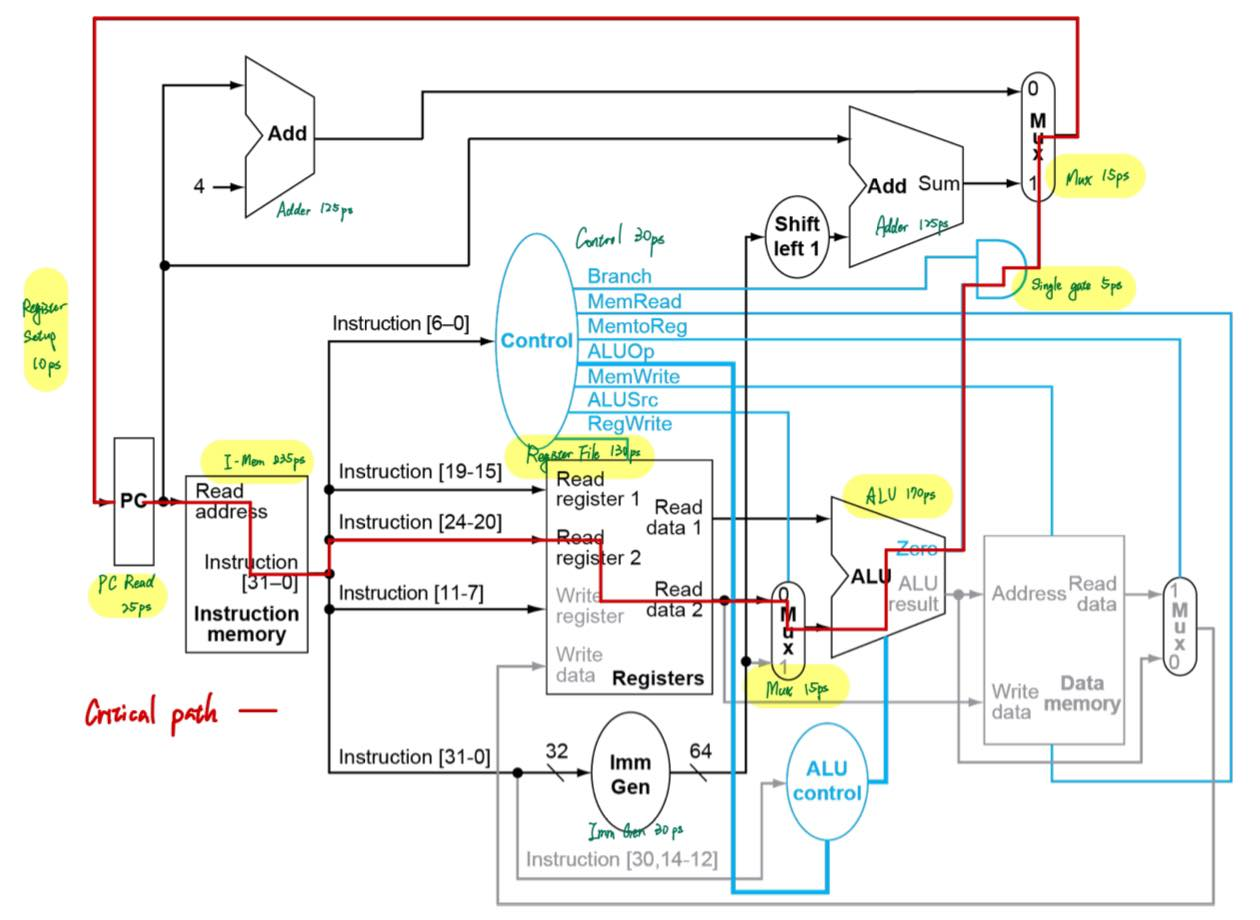 0
M
u
x
1
Mux 15ps
Add
4
Adder 125ps
Add Sum
Adder 125ps
Shift
left 1
Control 30ps
Single gate 5ps
Register
Setup
10ps
Branch
MemRead
MemtoReg
ALUOp
MemWrite
ALUSrc
RegWrite
Control
Instruction [6–0]
Register File 130ps
I-Mem 235ps
PC
PC Read
25ps
Read
address
Instruction
[31–0]
Instruction
memory
Instruction [19-15]
Instruction [24-20]
Instruction [11-7]
Instruction [31-0]
Read
register 1
Read
register 2
Write
register
Write
data
Read
data 1
Read
data 2
Registers
0
M
u
x
1
Mux 15ps
ALU 170ps
Zero
ALU
ALU
result
Address
Read
data
Write
data
Data
memory
1
M
u
x
0
Critical path
32
Imm
Gen
64
Imm Gen 30ps
ALU
control
Instruction [30,14-12]